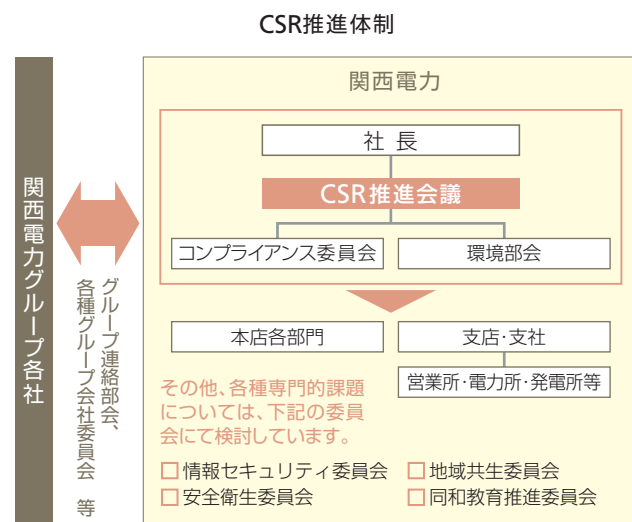 CSR推進体制
関西電力グループ各社
グループ連絡部会、
各種グループ会社委員会 等
関西電力
社 長
CSR推進会議
コンプライアンス委員会
環境部会
本店各部門
支店・支社
営業所・電力所・発電所等
その他、各種専門的課題
については、下記の委員
会にて検討しています。
□情報セキュリティ委員会 □地域共生委員会
□安全衛生委員会 □同和教育推進委員会